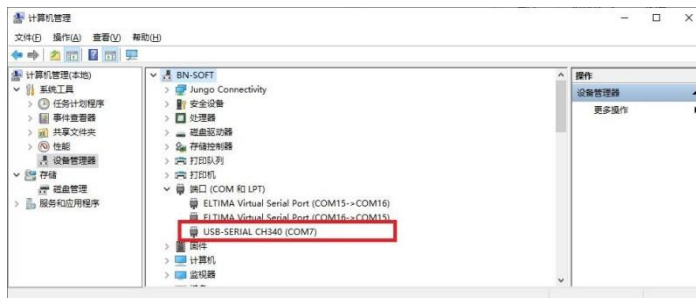 计算机管理
文件(F) 操作(A) 查看(V) 帮助(H)
计算机管理(本地)
系统工具
任务计划程序
事件查看器
共享文件夹
性能
设备管理器
存储
磁盘管理
服务和应用程序
BN-SOFT
Jungo Connectivity
安全设备
处理器
磁盘驱动器
存储控制器
打印队列
打印机
端口 (COM 和 LPT)
ELTIMA Virtual Serial Port (COM15->COM16)
ELTIMA Virtual Serial Port (COM16->COM15)
USB-SERIAL CH340 (COM7)
固件
计算机
监视器
操作
设备管理器
更多操作